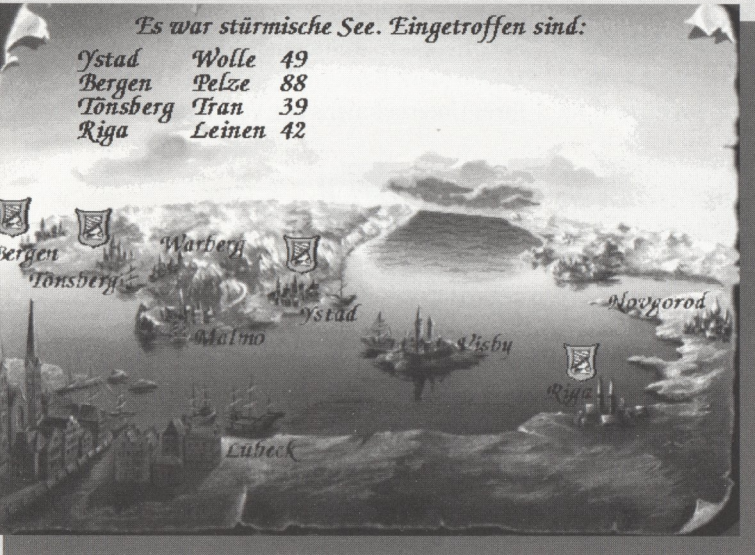 Es war stürmische See. Eingetroffen sind:
Ystad Wolle 49
Bergen Pelze 88
Tönsberg Tran 39
Riga Leinen 42
Bergen
Warberg
Tönsberg
Ystad
Novgorod
Malmo
Visby
Riga
Lübeck